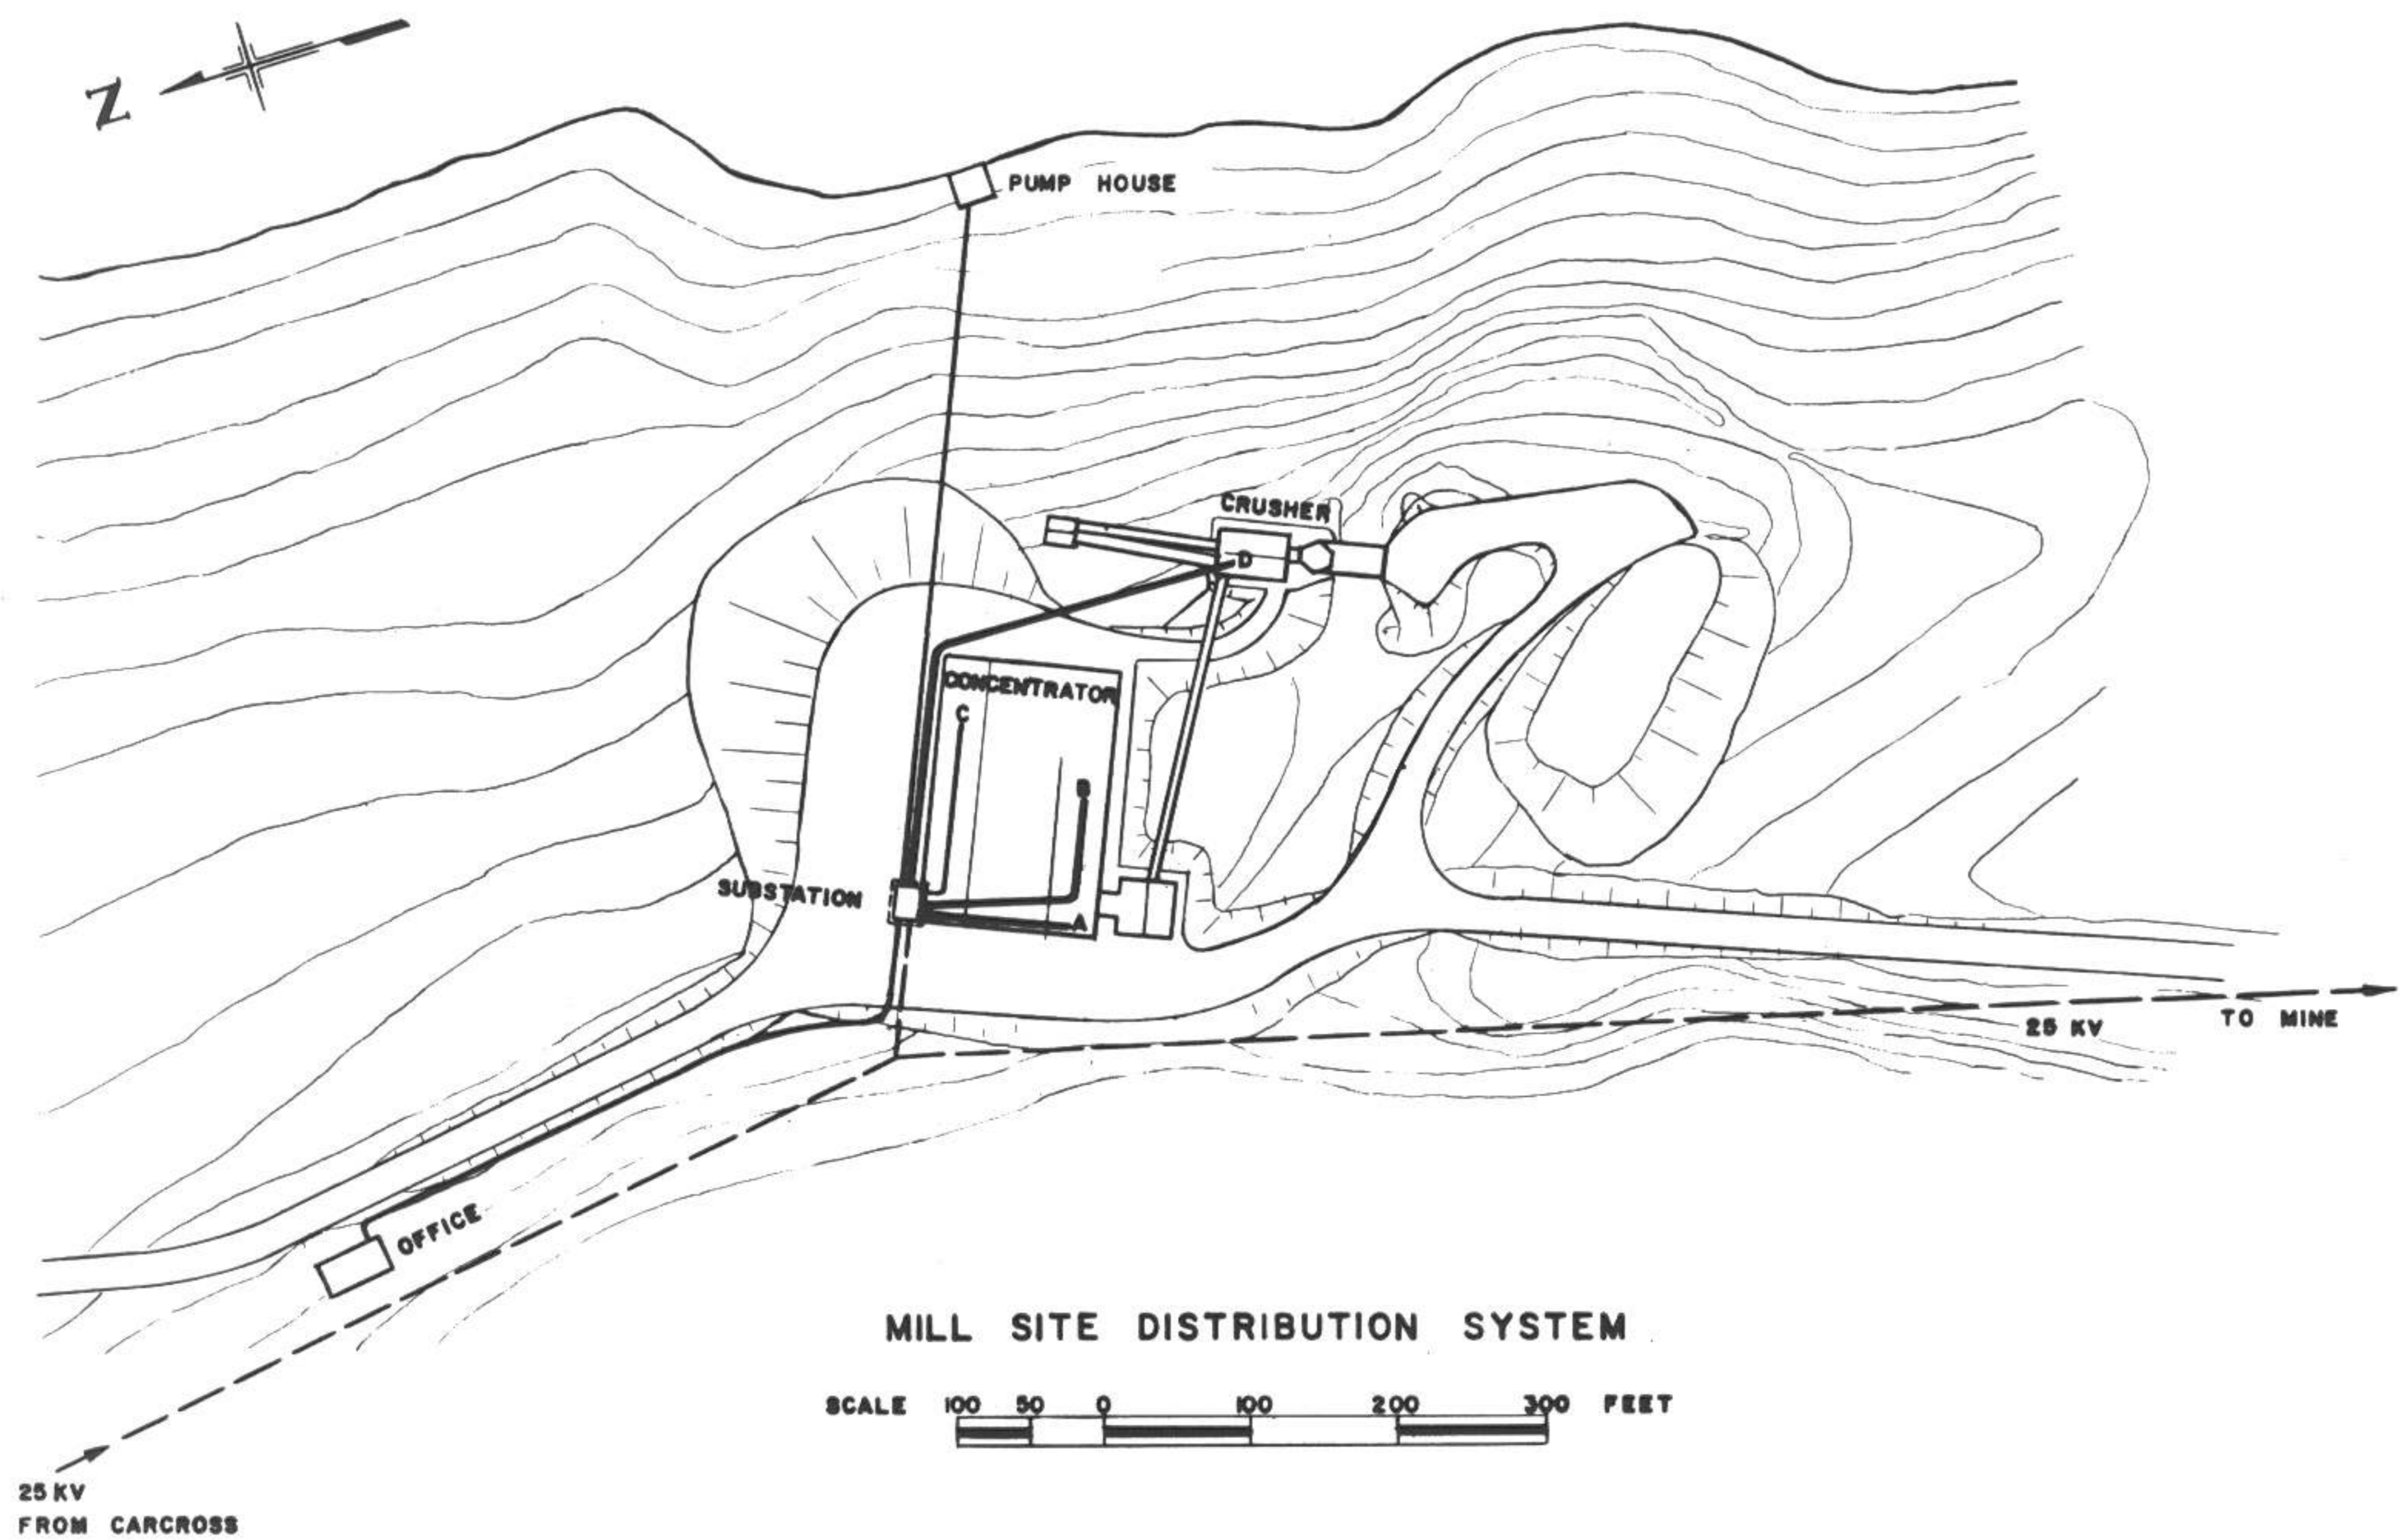 N
PUMP HOUSE
CRUSHER
D
CONCENTRATOR
C
B
SUBSTATION
A
25 KV
TO MINE
OFFICE
MILL SITE DISTRIBUTION SYSTEM
SCALE 100 50 0 100 200 300 FEET
25 KV
FROM CARCROSS